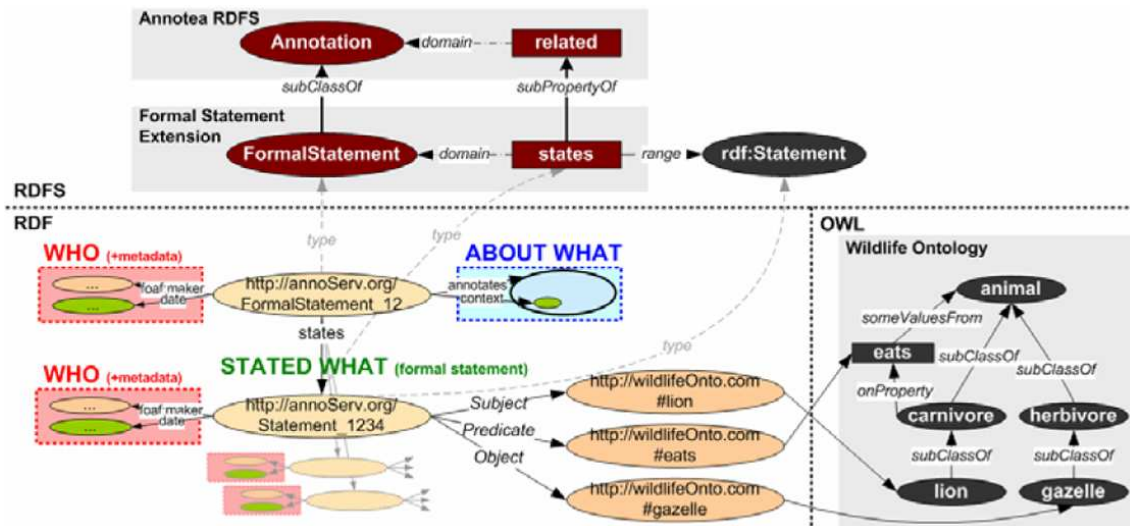 Annotea RDFS
Annotation
domain
related
subClassOf
subPropertyOf
Formal Statement
Extension
FormalStatement
domain
states
range
rdf:Statement
RDFS
RDF
OWL
type
type
type
WHO (+metadata)
...
...
foaf:maker
date
http://annoServ.org/
FormalStatement_12
ABOUT WHAT
annotates
context
states
STATED WHAT (formal statement)
WHO (+metadata)
...
...
foaf:maker
date
http://annoServ.org/
Statement_1234
Subject
Predicate
Object
http://wildlifeOnto.com
#lion
http://wildlifeOnto.com
#eats
http://wildlifeOnto.com
#gazelle
Wildlife Ontology
animal
someValuesFrom
eats
subClassOf
subClassOf
onProperty
carnivore
herbivore
subClassOf
subClassOf
lion
gazelle